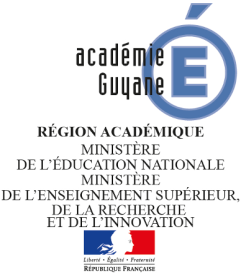 académie
Guyane
É
RÉGION ACADÉMIQUE
MINISTÈRE
DE L'ÉDUCATION NATIONALE
MINISTÈRE
DE L'ENSEIGNEMENT SUPÉRIEUR,
DE LA RECHERCHE
ET DE L'INNOVATION
Liberté • Égalité • Fraternité
RÉPUBLIQUE FRANÇAISE